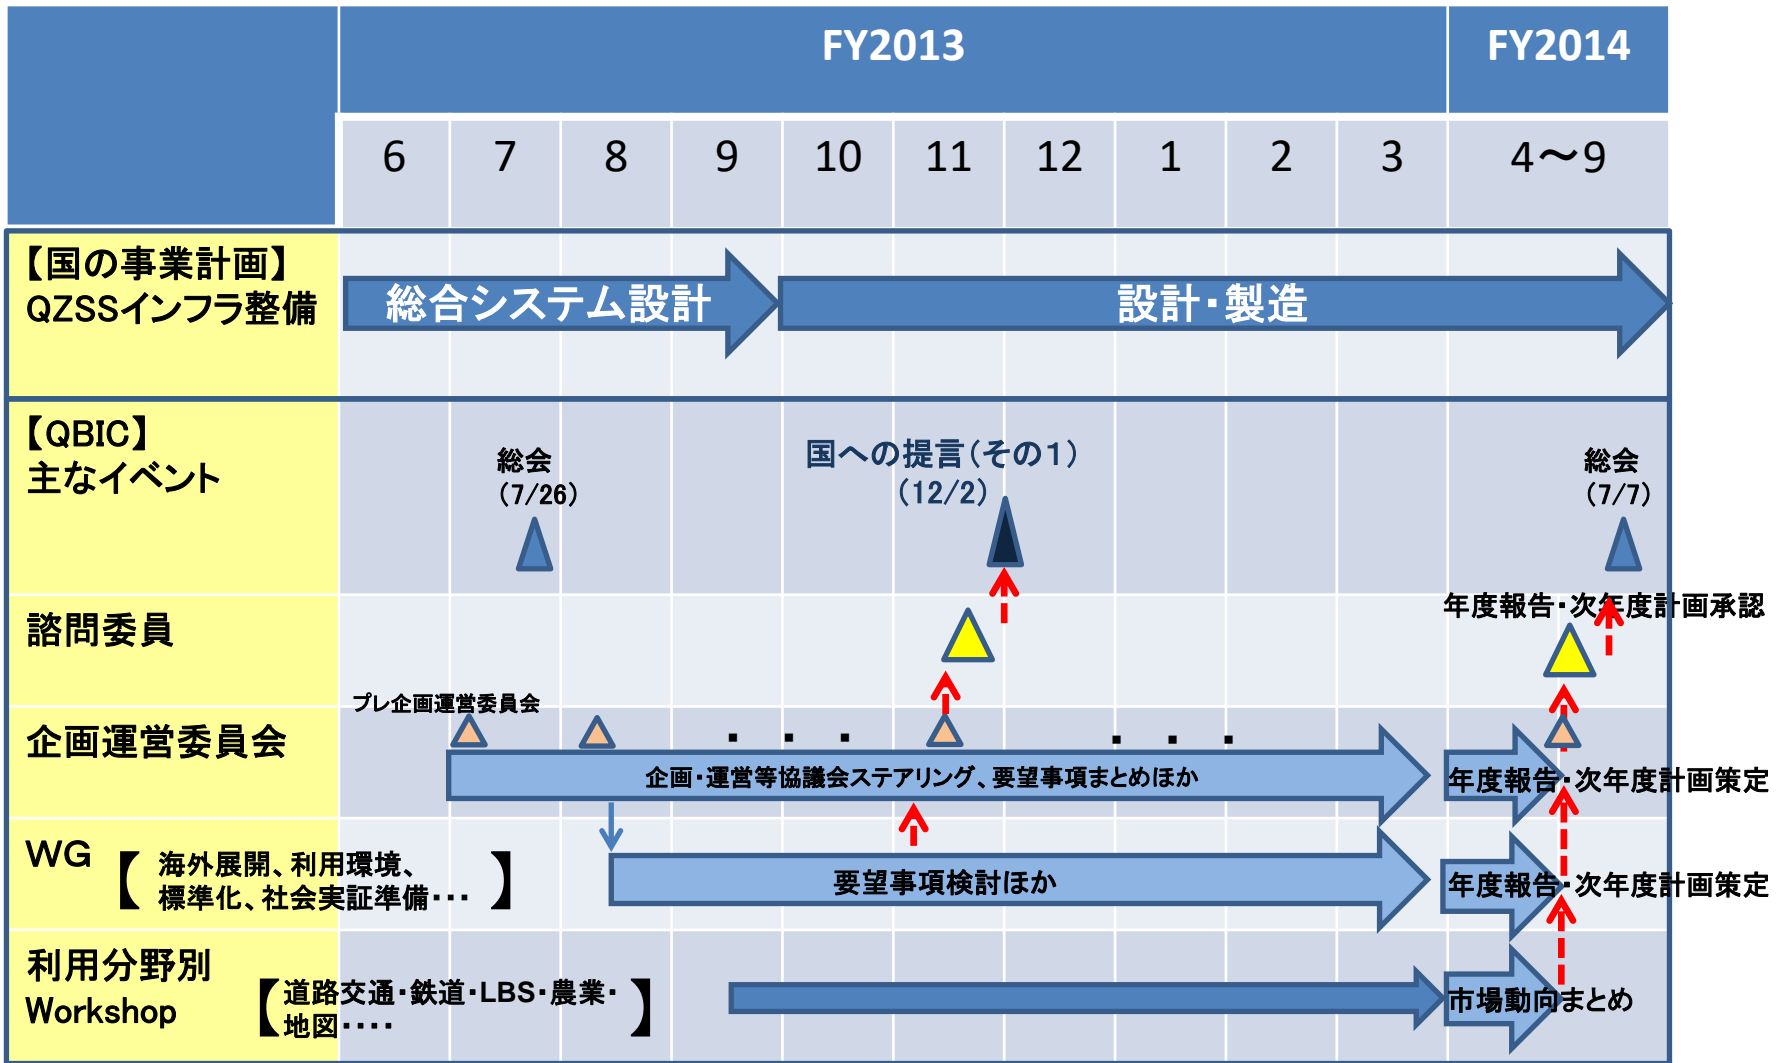 FY2013
FY2014
6 7 8 9 10 11 12 1 2 3 4～9
【国の事業計画】
QZSSインフラ整備
総合システム設計
設計・製造
【QBIC】
主なイベント
総会
(7/26)
国への提言(その１)
(12/2)
総会
(7/7)
諮問委員
年度報告・次年度計画承認
企画運営委員会
プレ企画運営委員会
・ ・ ・
・ ・ ・
企画・運営等協議会ステアリング、要望事項まとめほか
年度報告・次年度計画策定
WG
【 海外展開、利用環境、
標準化、社会実証準備・・・ 】
要望事項検討ほか
年度報告・次年度計画策定
利用分野別
Workshop
【道路交通・鉄道・LBS・農業・
地図・・・・ 】
市場動向まとめ